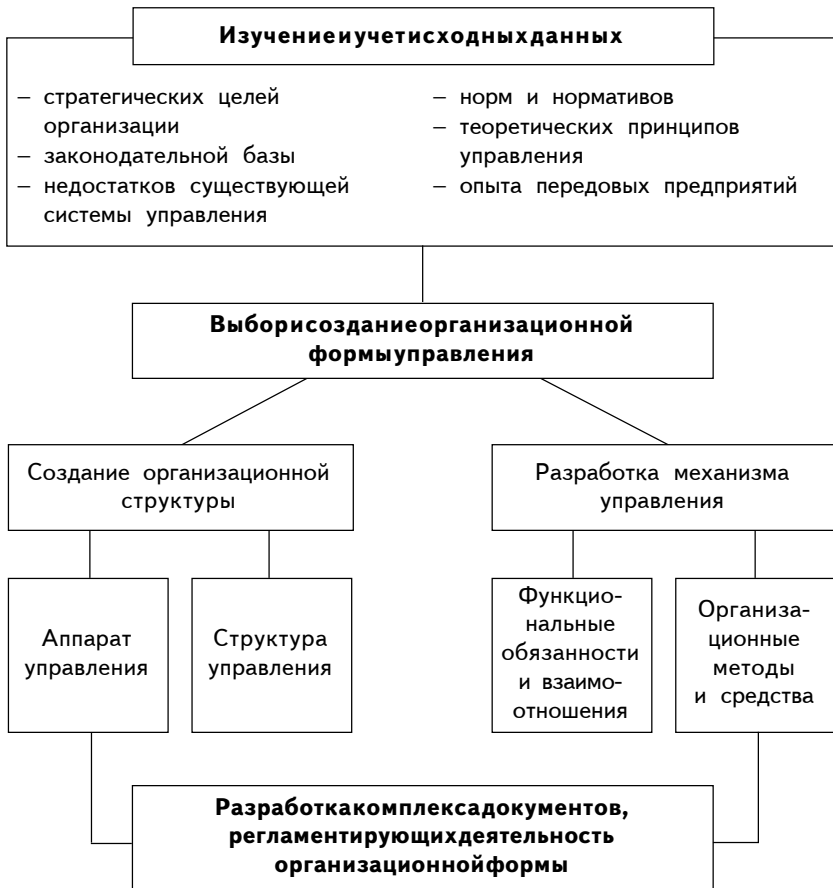 Изучениеиучетисходныхданных
– стратегических целей
организации
– законодательной базы
– недостатков существующей
системы управления
– норм и нормативов
– теоретических принципов
управления
– опыта передовых предприятий
Выборисозданиеорганизационной
формыуправления
Создание организационной
структуры
Разработка механизма
управления
Аппарат
управления
Структура
управления
Функцио-
нальные
обязанности
и взаимо-
отношения
Организа-
ционные
методы
и средства
Разработкакомплексадокументов,
регламентирующихдеятельность
организационнойформы